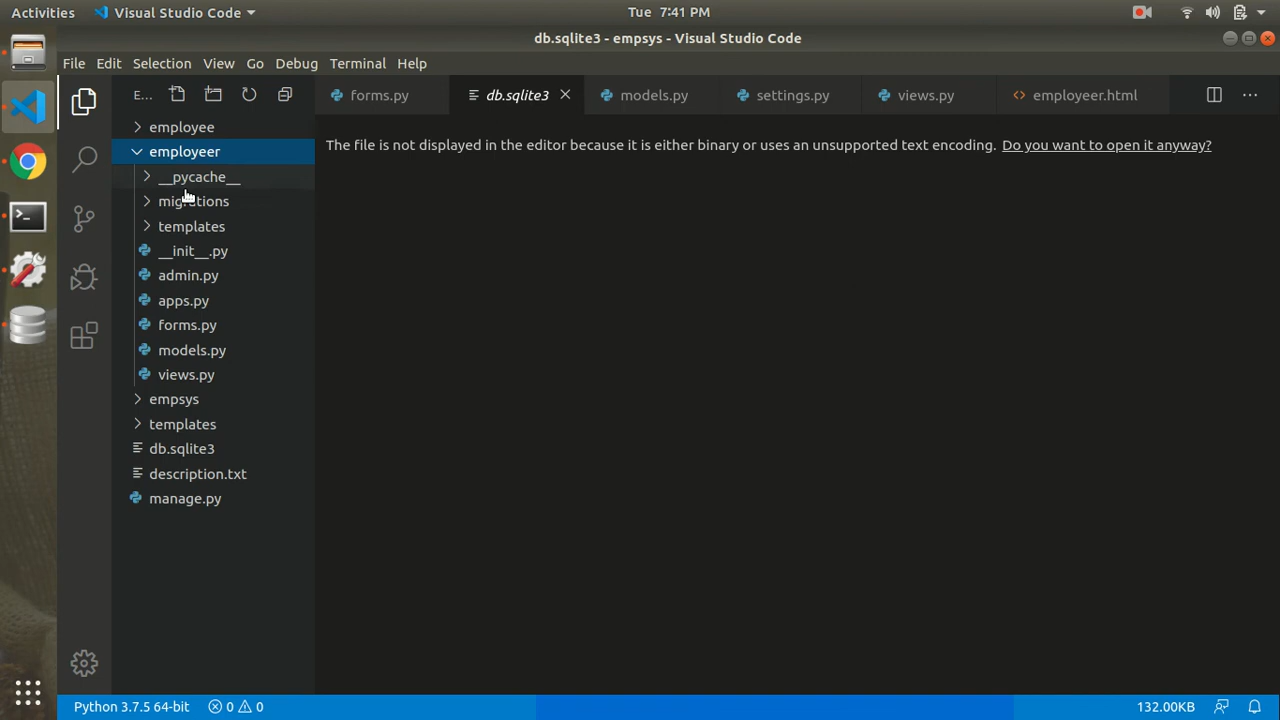 Activities Visual Studio Code Tue 7:41 PM
db.sqlite3 - empsys - Visual Studio Code
File Edit Selection View Go Debug Terminal Help
E... forms.py db.sqlite3 models.py settings.py views.py employeer.html
employee
The file is not displayed in the editor because it is either binary or uses an unsupported text encoding. Do you want to open it anyway?
employeer
__pycache__
migrations
templates
__init__.py
admin.py
apps.py
forms.py
models.py
views.py
empsys
templates
db.sqlite3
description.txt
manage.py
Python 3.7.5 64-bit 0 0 132.00KB